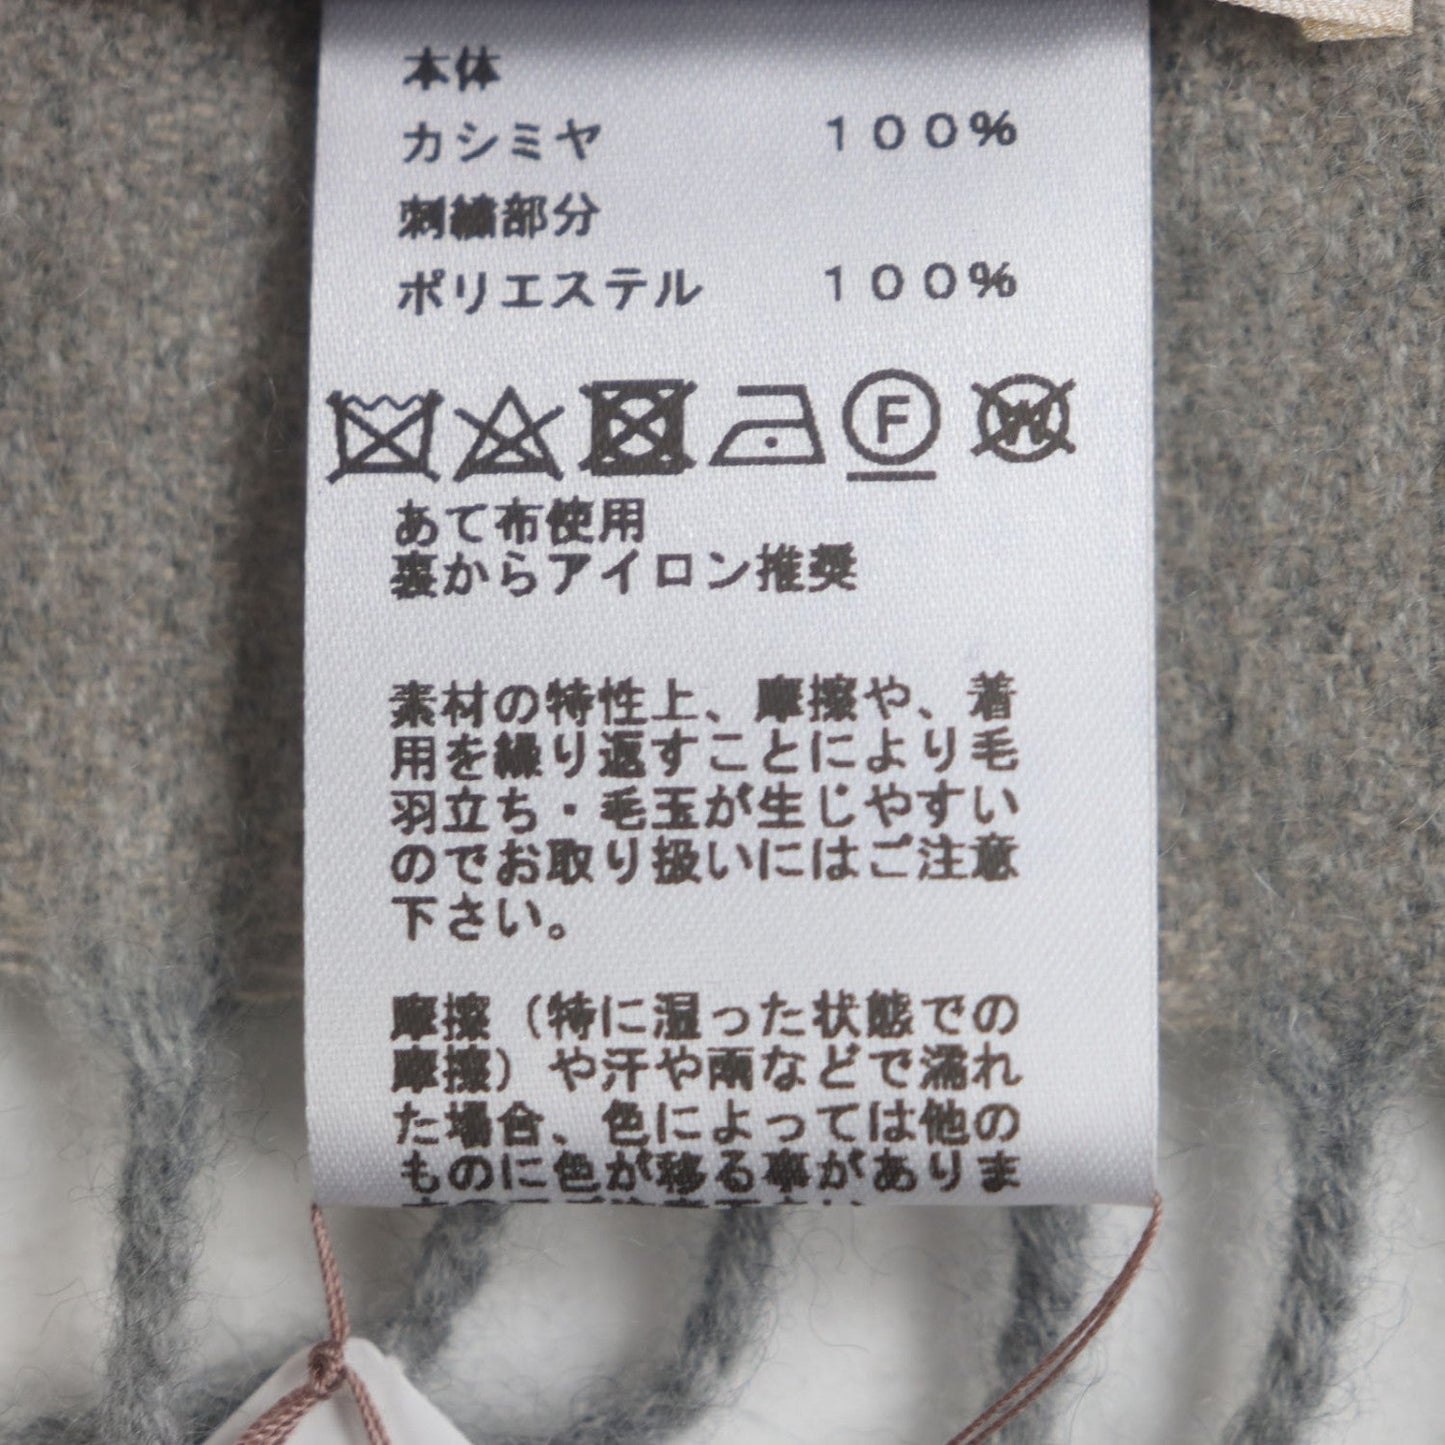 本体
カシミヤ 100%
刺繍部分
ポリエステル 100%
F W
あて布使用
裏からアイロン推奨
素材の特性上、摩擦や、着
用を繰り返すことにより毛
羽立ち・毛玉が生じやすい
のでお取り扱いにはご注意
下さい。
摩擦（特に湿った状態での
摩擦）や汗や雨などで濡れ
た場合、色によっては他の
ものに色が移る事がありま